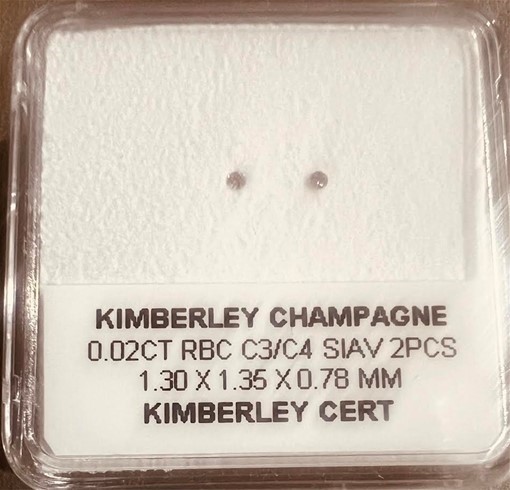 KIMBERLEY CHAMPAGNE
0.02CT RBC C3/C4 SIAV 2PCS
1.30 X 1.35 X 0.78 MM
KIMBERLEY CERT